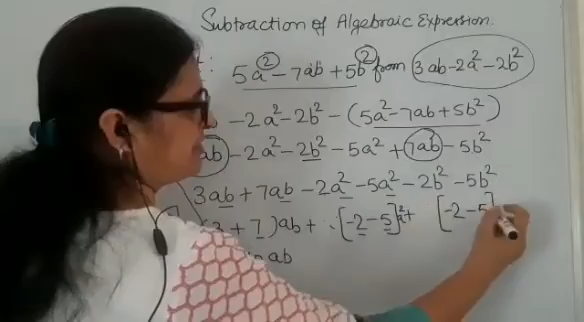 Subtraction of Algebraic Expression.
: 5a² - 7ab + 5b² from 3ab - 2a² - 2b²
- 2a² - 2b² - (5a² - 7ab + 5b²)
ab - 2a² - 2b² - 5a² + 7ab - 5b²
3ab + 7ab - 2a² - 5a² - 2b² - 5b²
(3 + 7) ab + [-2 - 5] a² + [-2 - 5]
ab